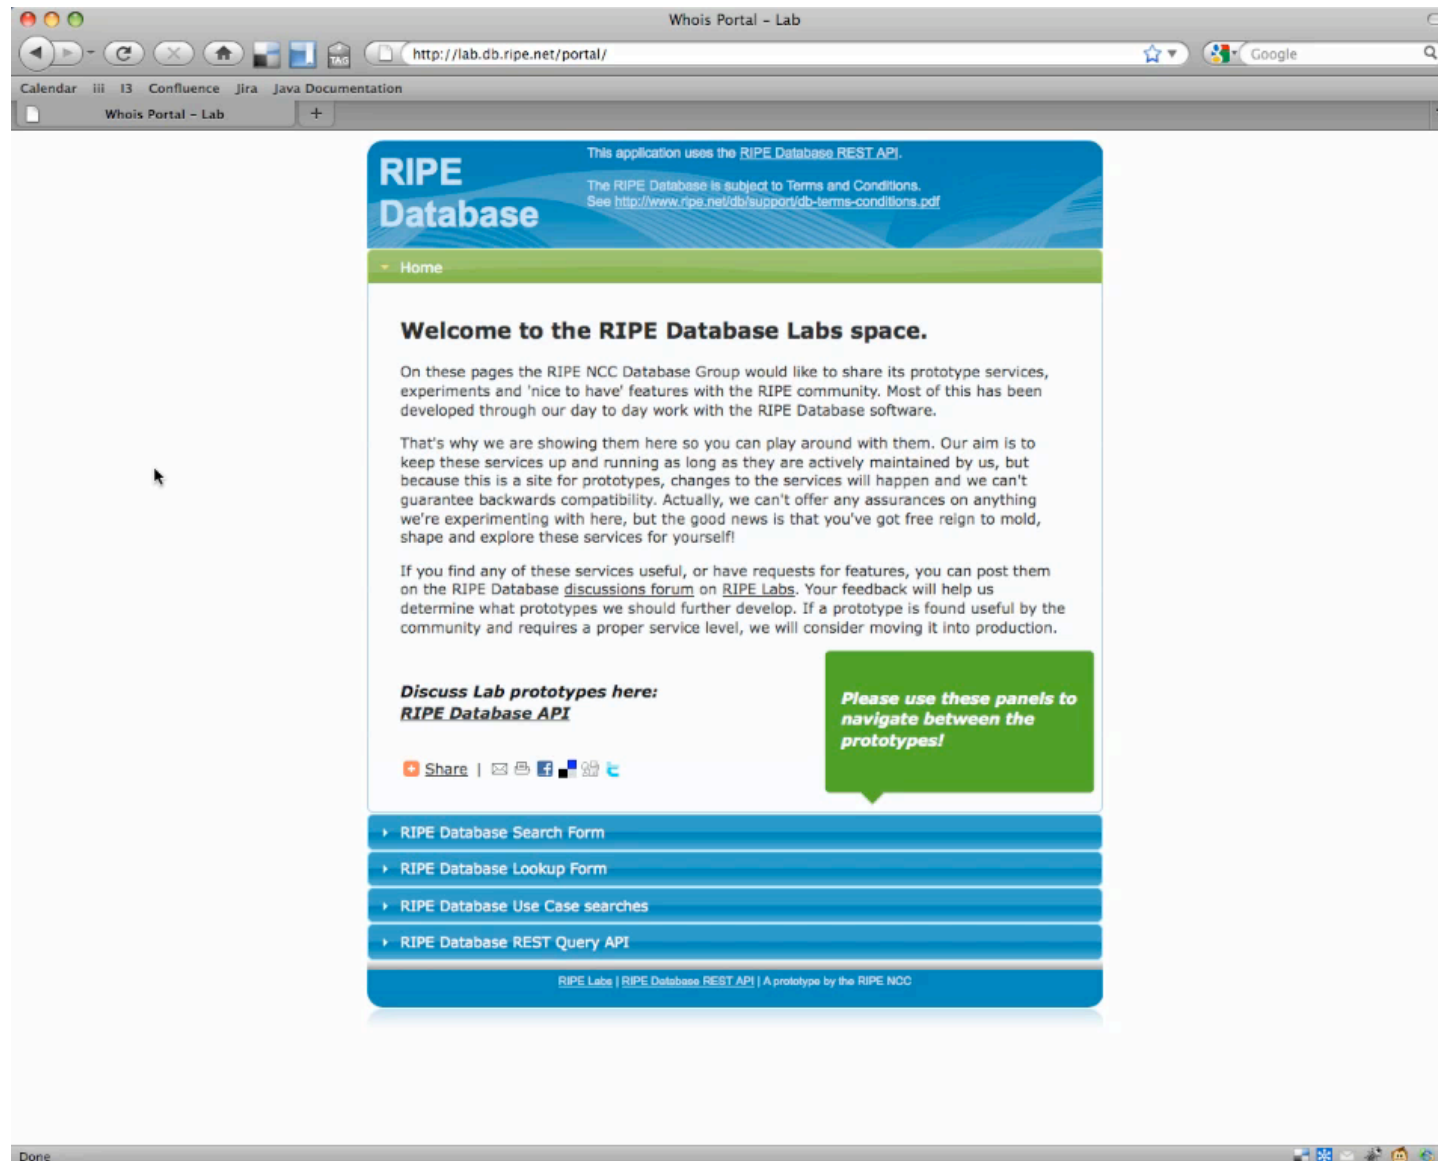 Whois Portal – Lab
http://lab.db.ripe.net/portal/
Google
TAG
Calendar iii I3 Confluence Jira Java Documentation
Whois Portal – Lab +
RIPE
Database
This application uses the RIPE Database REST API.
The RIPE Database is subject to Terms and Conditions.
See http://www.ripe.net/db/support/db-terms-conditions.pdf
Home
Welcome to the RIPE Database Labs space.
On these pages the RIPE NCC Database Group would like to share its prototype services,
experiments and 'nice to have' features with the RIPE community. Most of this has been
developed through our day to day work with the RIPE Database software.
That's why we are showing them here so you can play around with them. Our aim is to
keep these services up and running as long as they are actively maintained by us, but
because this is a site for prototypes, changes to the services will happen and we can't
guarantee backwards compatibility. Actually, we can't offer any assurances on anything
we're experimenting with here, but the good news is that you've got free reign to mold,
shape and explore these services for yourself!
If you find any of these services useful, or have requests for features, you can post them
on the RIPE Database discussions forum on RIPE Labs. Your feedback will help us
determine what prototypes we should further develop. If a prototype is found useful by the
community and requires a proper service level, we will consider moving it into production.
Discuss Lab prototypes here:
RIPE Database API
Please use these panels to
navigate between the
prototypes!
Share |
RIPE Database Search Form
RIPE Database Lookup Form
RIPE Database Use Case searches
RIPE Database REST Query API
RIPE Labs | RIPE Database REST API | A prototype by the RIPE NCC
Done